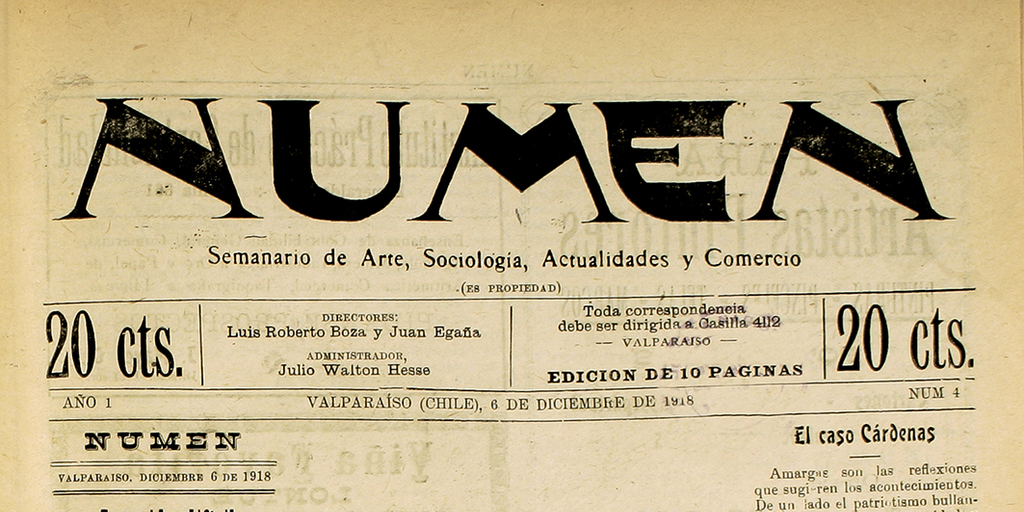 NUMEN
Semanario de Arte, Sociología, Actualidades y Comercio
(ES PROPIEDAD)
20 cts.
DIRECTORES:
Luis Roberto Boza y Juan Egaña
ADMINISTRADOR,
Julio Walton Hesse
Toda correspondencia
debe ser dirigida a Casilla 4112
— VALPARAISO —
EDICION DE 10 PAGINAS
20 cts.
AÑO 1
VALPARAÍSO (CHILE), 6 DE DICIEMBRE DE 1918
NUM 4
NUMEN
VALPARAISO. DICIEMBRE 6 DE 1918
El caso Cárdenas
Amargas son las reflexiones
que sugieren los acontecimientos.
De un lado el patriotismo bullan-